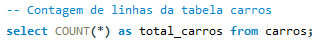 -- Contagem de linhas da tabela carros
select COUNT(*) as total_carros from carros;